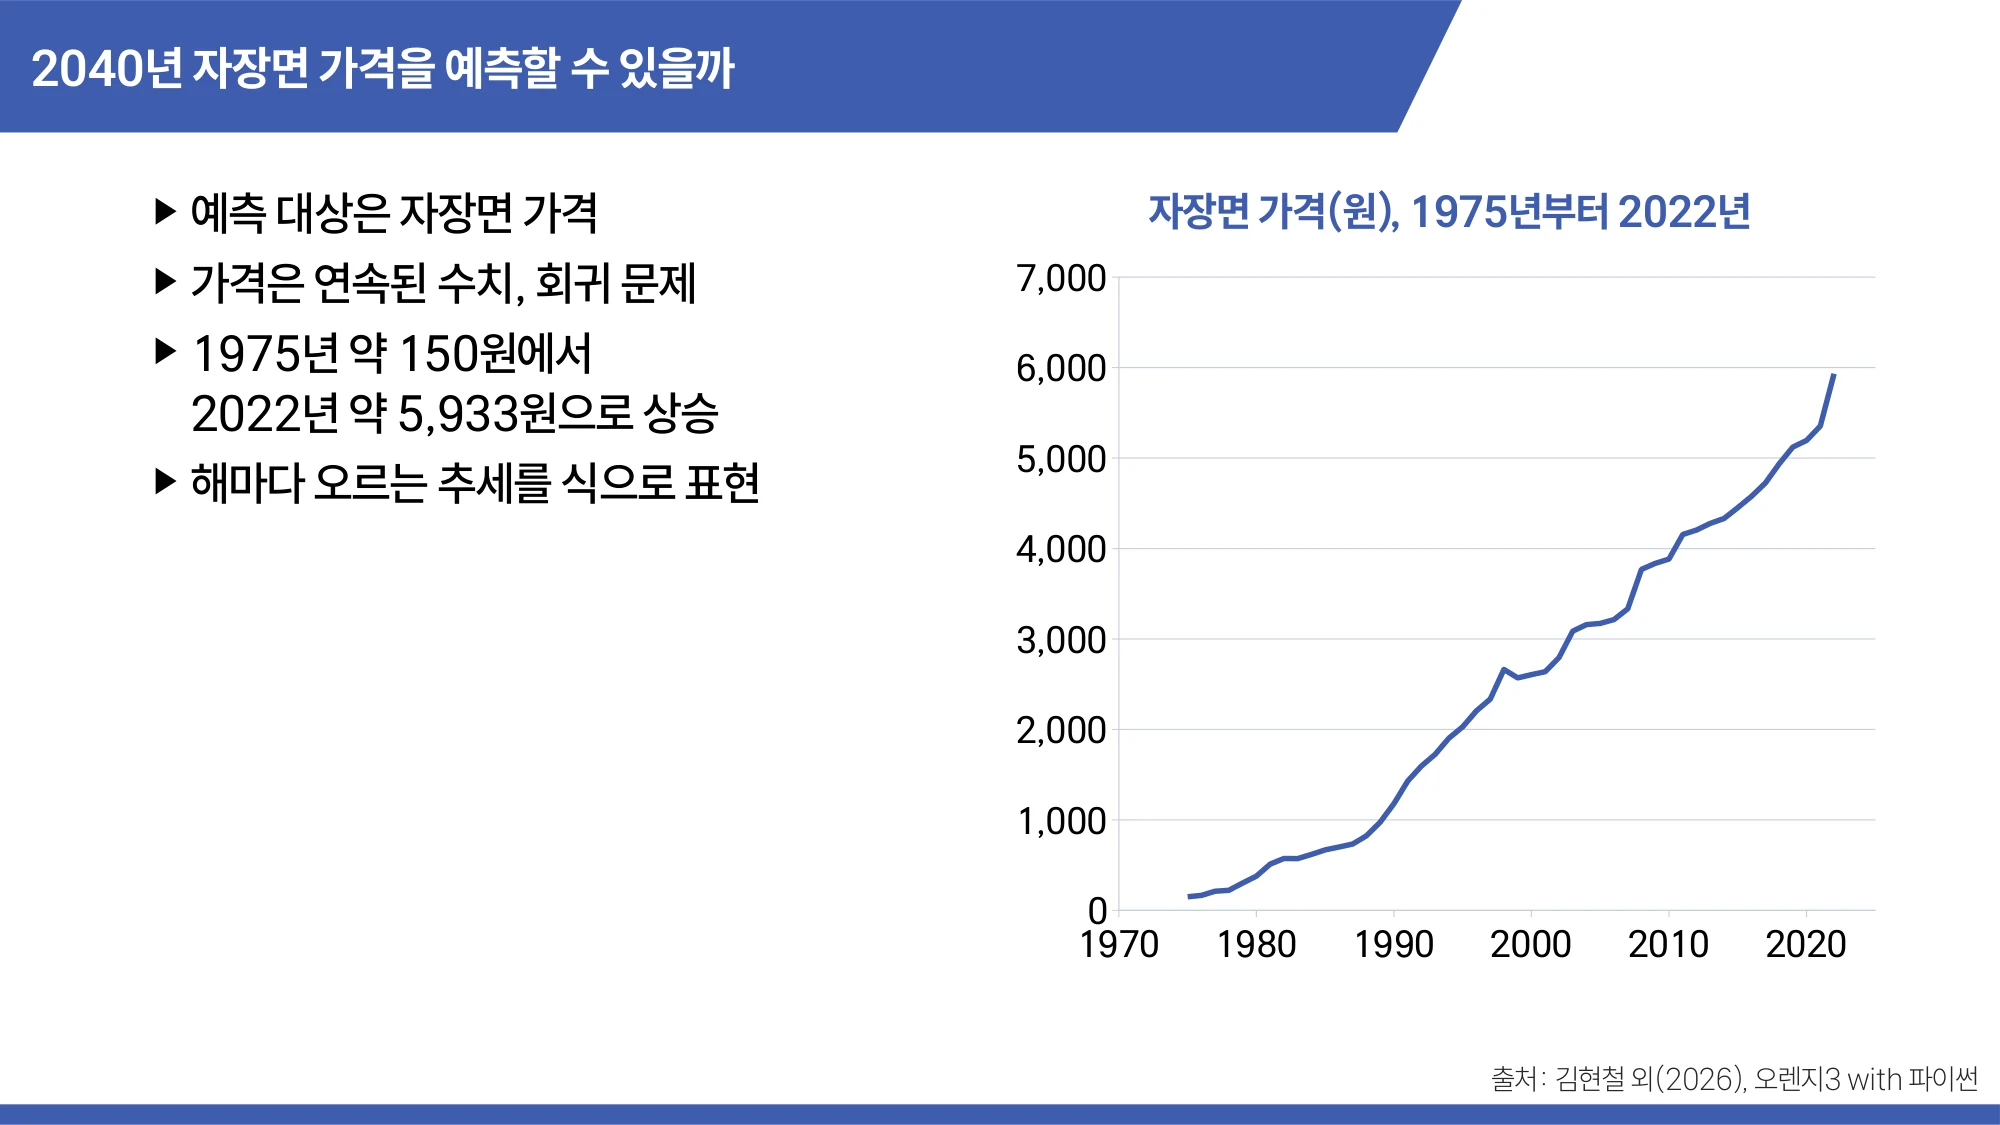 2040년 자장면 가격을 예측할 수 있을까
▶ 예측 대상은 자장면 가격
▶ 가격은 연속된 수치, 회귀 문제
▶ 1975년 약 150원에서
2022년 약 5,933원으로 상승
▶ 해마다 오르는 추세를 식으로 표현
자장면 가격(원), 1975년부터 2022년
7,000
6,000
5,000
4,000
3,000
2,000
1,000
0
1970 1980 1990 2000 2010 2020
출처: 김현철 외(2026), 오렌지3 with 파이썬